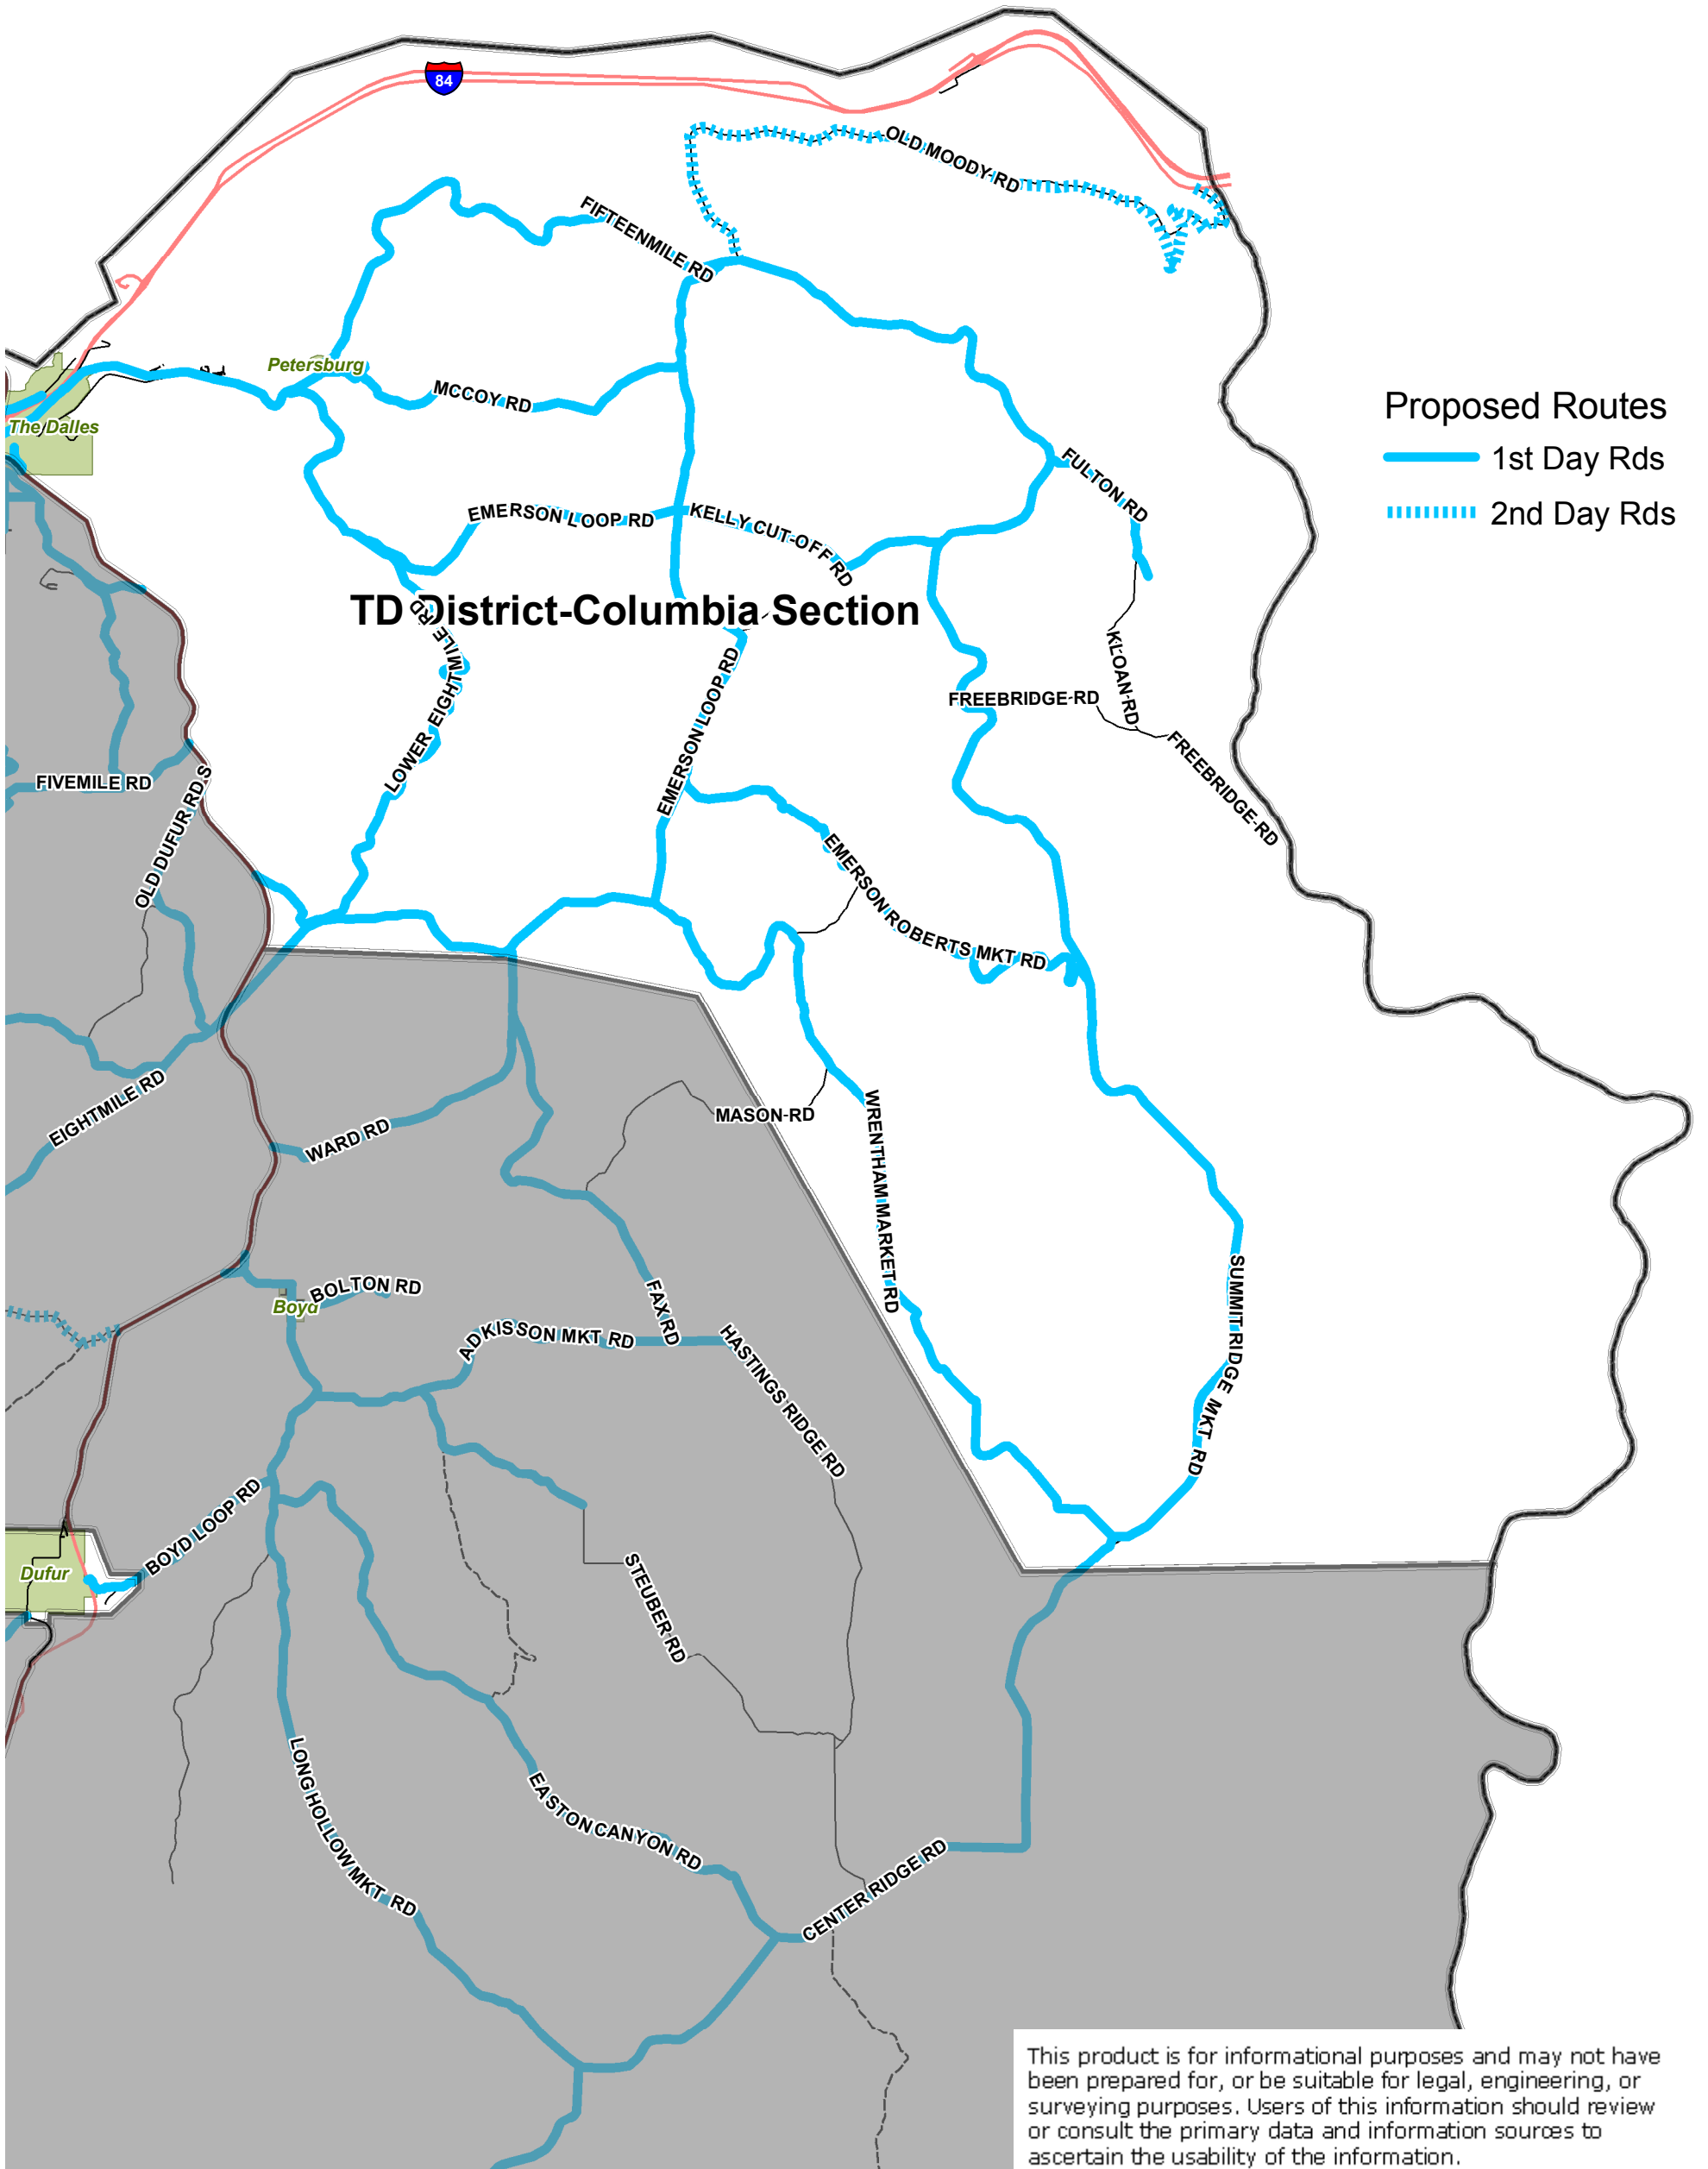 84
OLD MOODY RD
FIFTEENMILE RD
Petersburg
MCCOY RD
The Dalles
Proposed Routes
1st Day Rds
2nd Day Rds
FULTON RD
EMERSON LOOP RD
KELLY CUT-OFF RD
TD District-Columbia Section
LOWER EIGHTMILE RD
EMERSON LOOP RD
KLOAN RD
FREEBRIDGE RD
FREEBRIDGE RD
FIVEMILE RD
OLD DUFUR RD S
EMERSON ROBERTS MKT RD
EIGHTMILE RD
WARD RD
MASON RD
WRENTHAM MARKET RD
SUMMIT RIDGE MKT RD
BOLTON RD
Boyd
FAX RD
ADKISSON MKT RD
HASTINGS RIDGE RD
BOYD LOOP RD
Dufur
STEUBER RD
LONG HOLLOW MKT RD
EASTON CANYON RD
CENTER RIDGE RD
This product is for informational purposes and may not have
been prepared for, or be suitable for legal, engineering, or
surveying purposes. Users of this information should review
or consult the primary data and information sources to
ascertain the usability of the information.